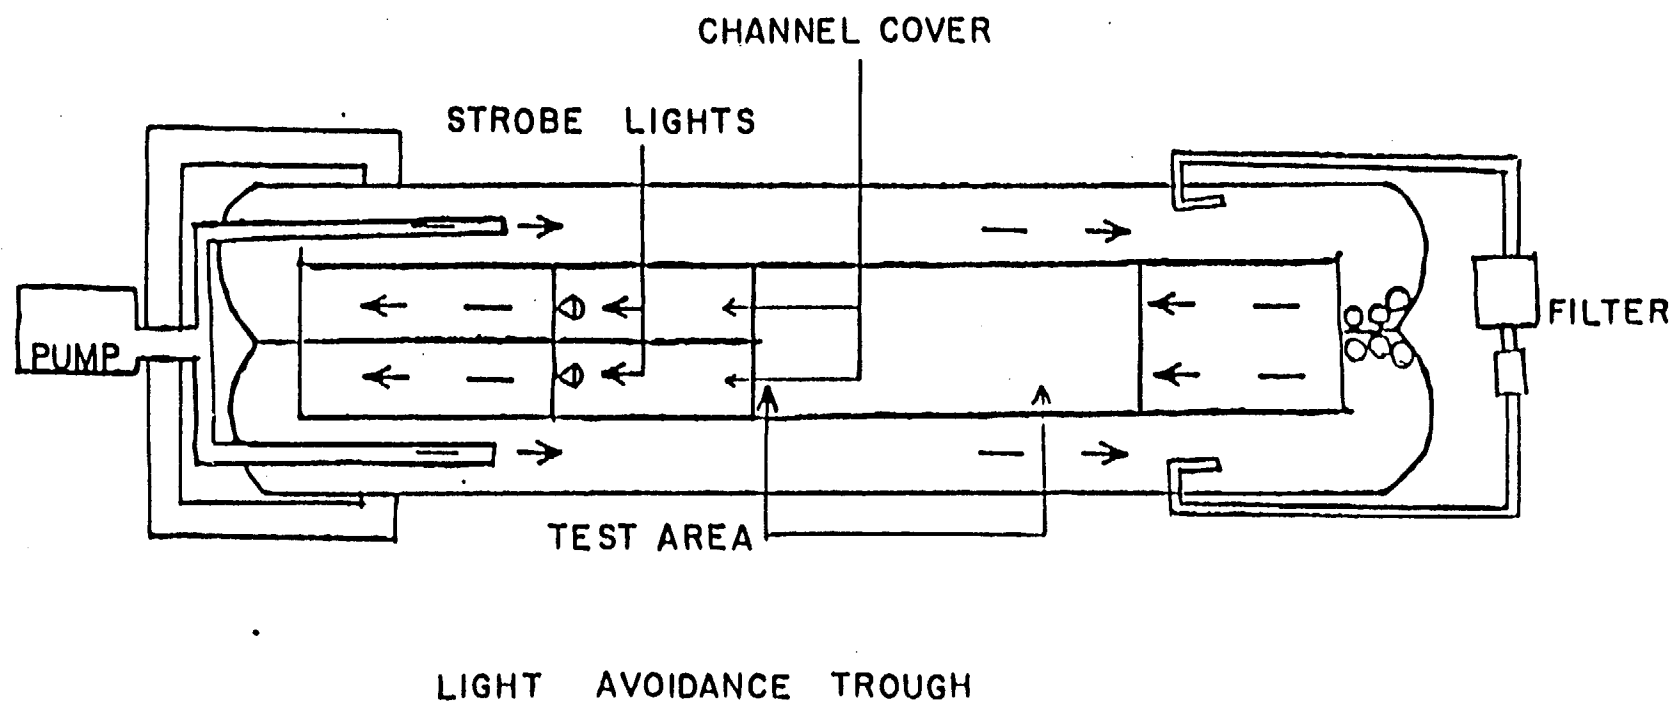 CHANNEL COVER
STROBE LIGHTS
PUMP
FILTER
TEST AREA
LIGHT AVOIDANCE TROUGH